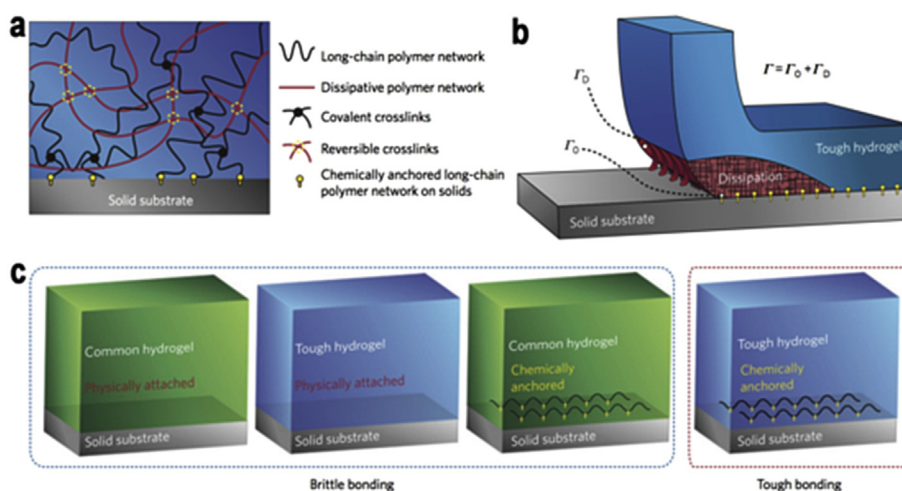 a
Solid substrate
Long-chain polymer network
Dissipative polymer network
Covalent crosslinks
Reversible crosslinks
Chemically anchored long-chain
polymer network on solids
b
Γ = Γ₀ + Γ_D
Γ_D
Γ₀
Tough hydrogel
Dissipation
Solid substrate
c
Common hydrogel
Physically attached
Solid substrate
Tough hydrogel
Physically attached
Solid substrate
Common hydrogel
Chemically
anchored
Solid substrate
Tough hydrogel
Chemically
anchored
Solid substrate
Brittle bonding
Tough bonding